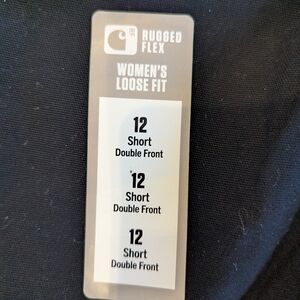 RUGGED
FLEX
WOMEN'S
LOOSE FIT
12
Short
Double Front
12
Short
Double Front
12
Short
Double Front